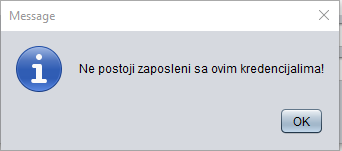 Message
Ne postoji zaposleni sa ovim kredencijalima!
OK